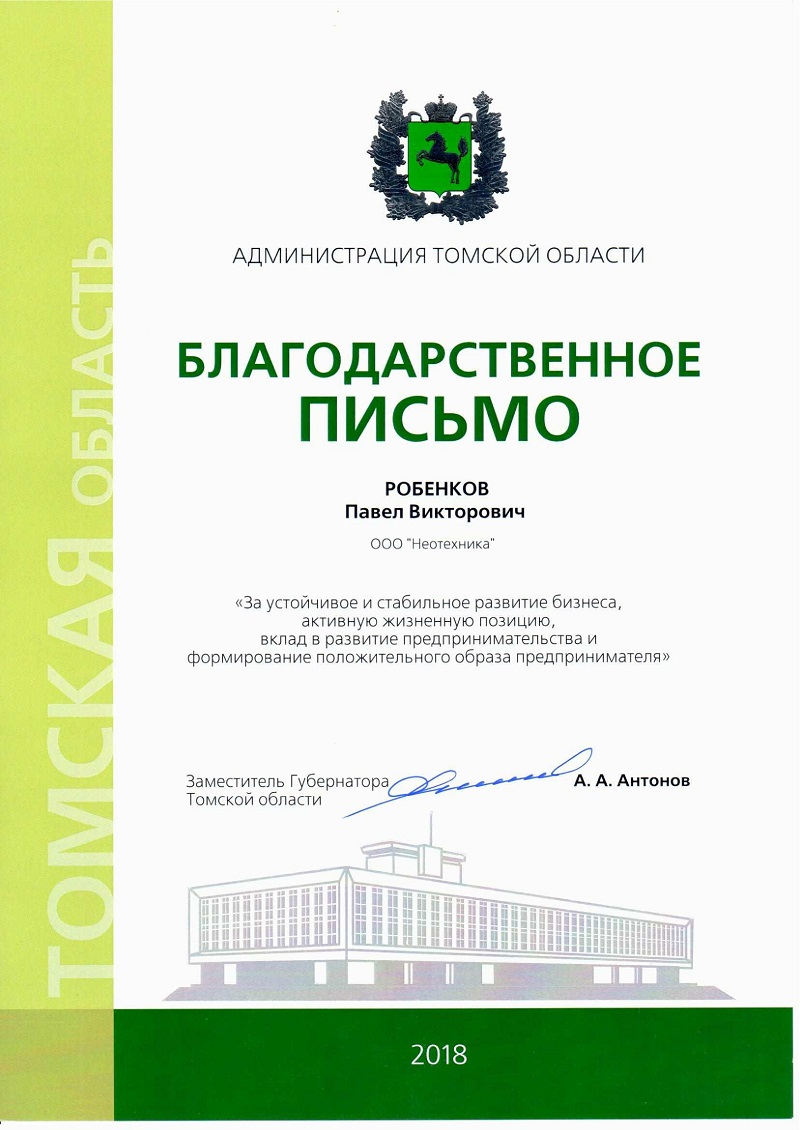 АДМИНИСТРАЦИЯ ТОМСКОЙ ОБЛАСТИ
БЛАГОДАРСТВЕННОЕ
ПИСЬМО
РОБЕНКОВ
Павел Викторович
ООО "Неотехника"
«За устойчивое и стабильное развитие бизнеса,
активную жизненную позицию,
вклад в развитие предпринимательства и
формирование положительного образа предпринимателя»
Заместитель Губернатора
Томской области
А. А. Антонов
2018
ТОМСКАЯ ОБЛАСТЬ